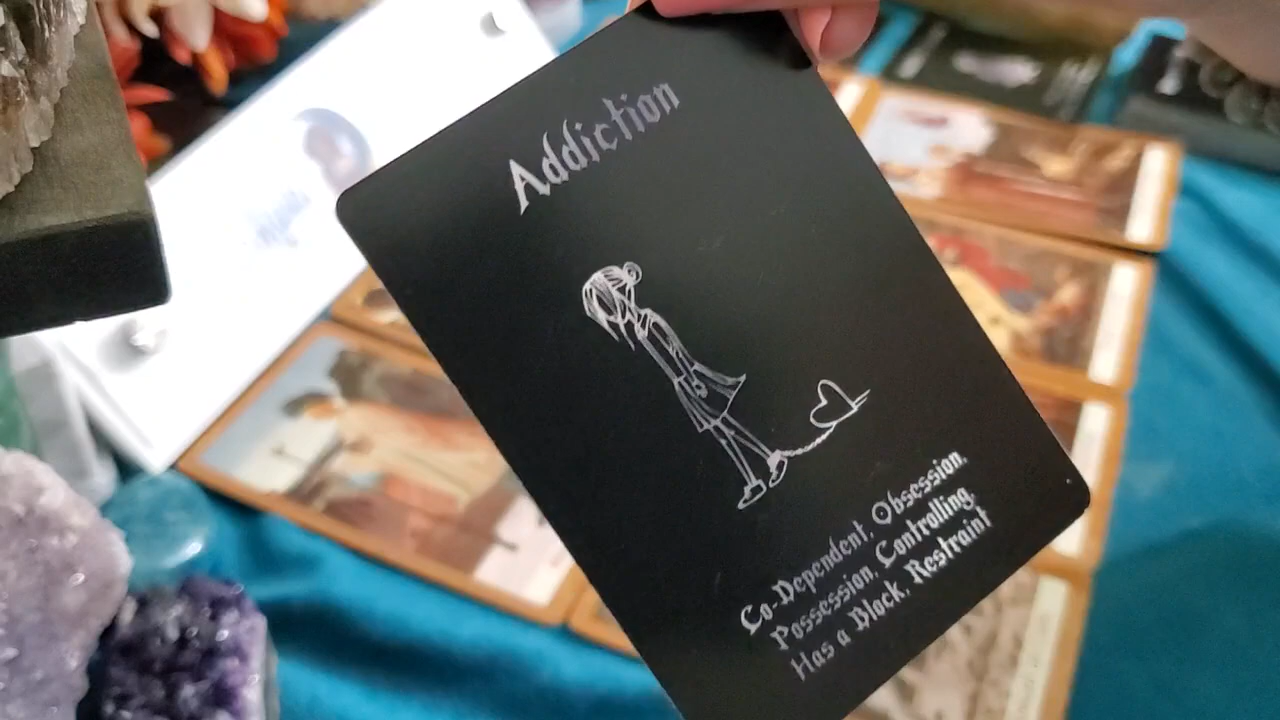 Addiction
Co-Dependent, Obsession,
Possession, Controlling,
Has a Block, Restraint